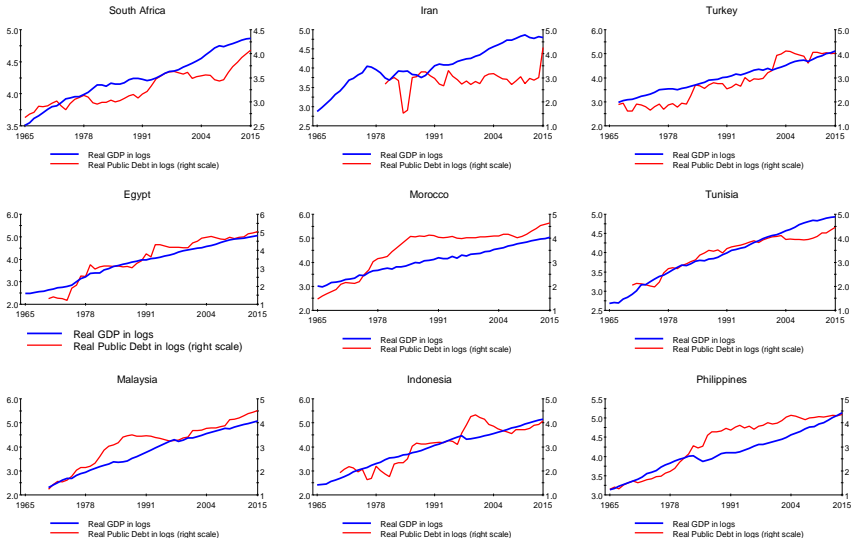 South Africa
5.0
4.5
4.0
3.5
4.5
4.0
3.5
3.0
2.5
1965 1978 1991 2004 2015
Real GDP in logs
Real Public Debt in logs (right scale)
Iran
5.0
4.5
4.0
3.5
3.0
2.5
5.0
4.5
4.0
3.5
3.0
2.5
2.0
1965 1978 1991 2004 2015
Real GDP in logs
Real Public Debt in logs (right scale)
Turkey
6.0
5.0
4.0
3.0
2.0
5.0
4.0
3.0
2.0
1.0
1965 1978 1991 2004 2015
Real GDP in logs
Real Public Debt in logs (right scale)
Egypt
6.0
5.0
4.0
3.0
2.0
6
5
4
3
2
1
1965 1978 1992 2004 2015
Real GDP in logs
Real Public Debt in logs (right scale)
Morocco
6.0
5.0
4.0
3.0
2.0
5
4
3
2
1
1965 1978 1991 2004 2015
Real GDP in logs
Real Public Debt in logs (right scale)
Tunisia
5.0
4.5
4.0
3.5
3.0
2.5
5.0
4.0
3.0
2.0
1.0
1965 1978 1991 2004 2015
Real GDP in logs
Real Public Debt in logs (right scale)
Malaysia
6.0
5.0
4.0
3.0
2.0
5
4
3
2
1
1965 1978 1991 2004 2015
Real GDP in logs
Real Public Debt in logs (right scale)
Indonesia
6.0
5.0
4.0
3.0
2.0
5
4
3
2
1
1965 1978 1991 2004 2015
Real GDP in logs
Real Public Debt in logs (right scale)
Philippines
5.5
5.0
4.5
4.0
3.5
3.0
5
4
3
2
1
1965 1978 1991 2004 2015
Real GDP in logs
Real Public Debt in logs (right scale)